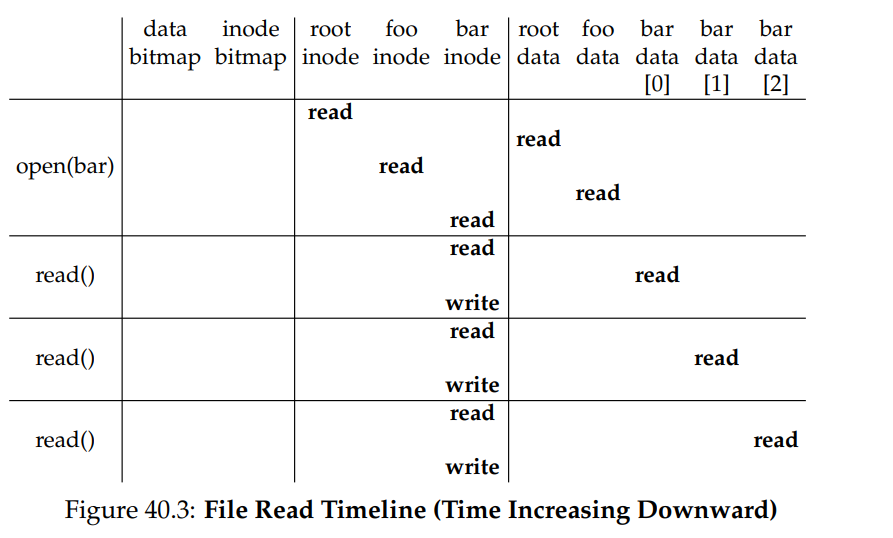 data inode root foo bar root foo bar bar bar
bitmap bitmap inode inode inode data data data data data
[0] [1] [2]
read
read
open(bar) read
read
read
read
read() read
write
read
read() read
write
read
read() read
write
Figure 40.3: File Read Timeline (Time Increasing Downward)